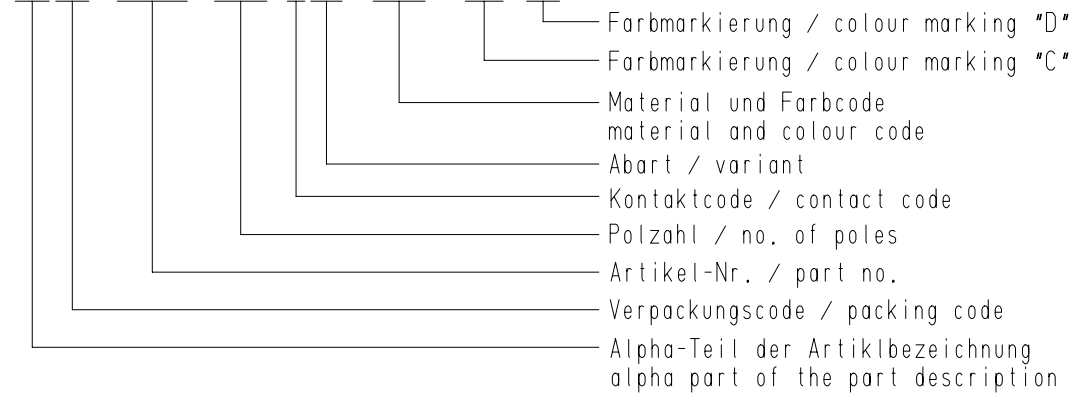 Farbmarkierung / colour marking "D"
Farbmarkierung / colour marking "C"
Material und Farbcode
material and colour code
Abart / variant
Kontaktcode / contact code
Polzahl / no. of poles
Artikel-Nr. / part no.
Verpackungscode / packing code
Alpha-Teil der Artiklbezeichnung
alpha part of the part description